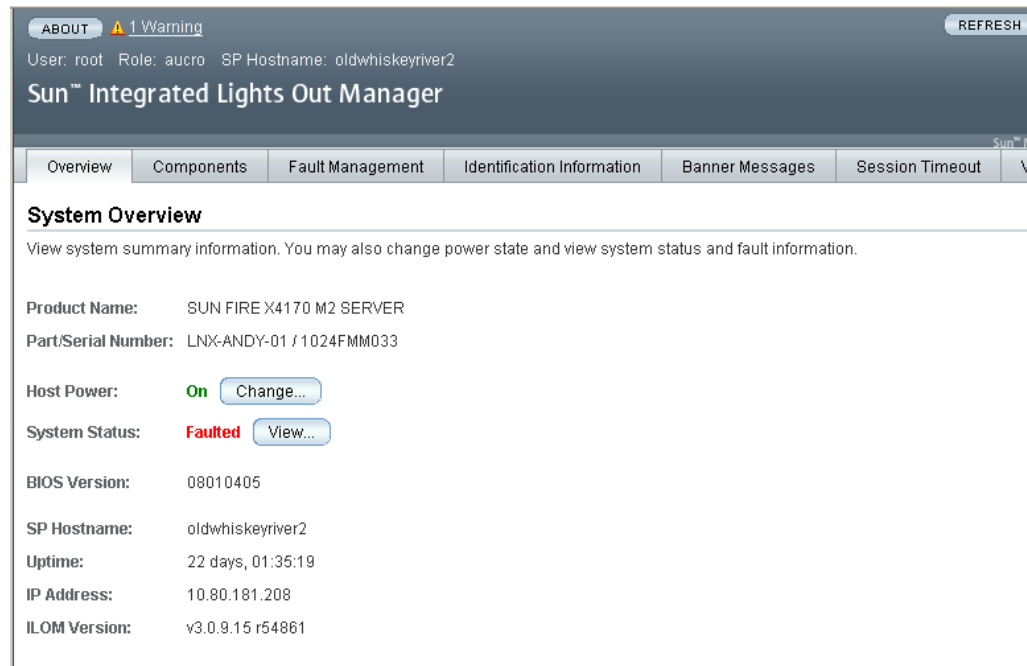 ABOUT 1 Warning REFRESH
User: root Role: aucro SP Hostname: oldwhiskeyriver2
Sun™ Integrated Lights Out Manager
Sun™
Overview Components Fault Management Identification Information Banner Messages Session Timeout
System Overview
View system summary information. You may also change power state and view system status and fault information.
Product Name: SUN FIRE X4170 M2 SERVER
Part/Serial Number: LNX-ANDY-01 / 1024FMM033
Host Power: On Change...
System Status: Faulted View...
BIOS Version: 08010405
SP Hostname: oldwhiskeyriver2
Uptime: 22 days, 01:35:19
IP Address: 10.80.181.208
ILOM Version: v3.0.9.15 r54861